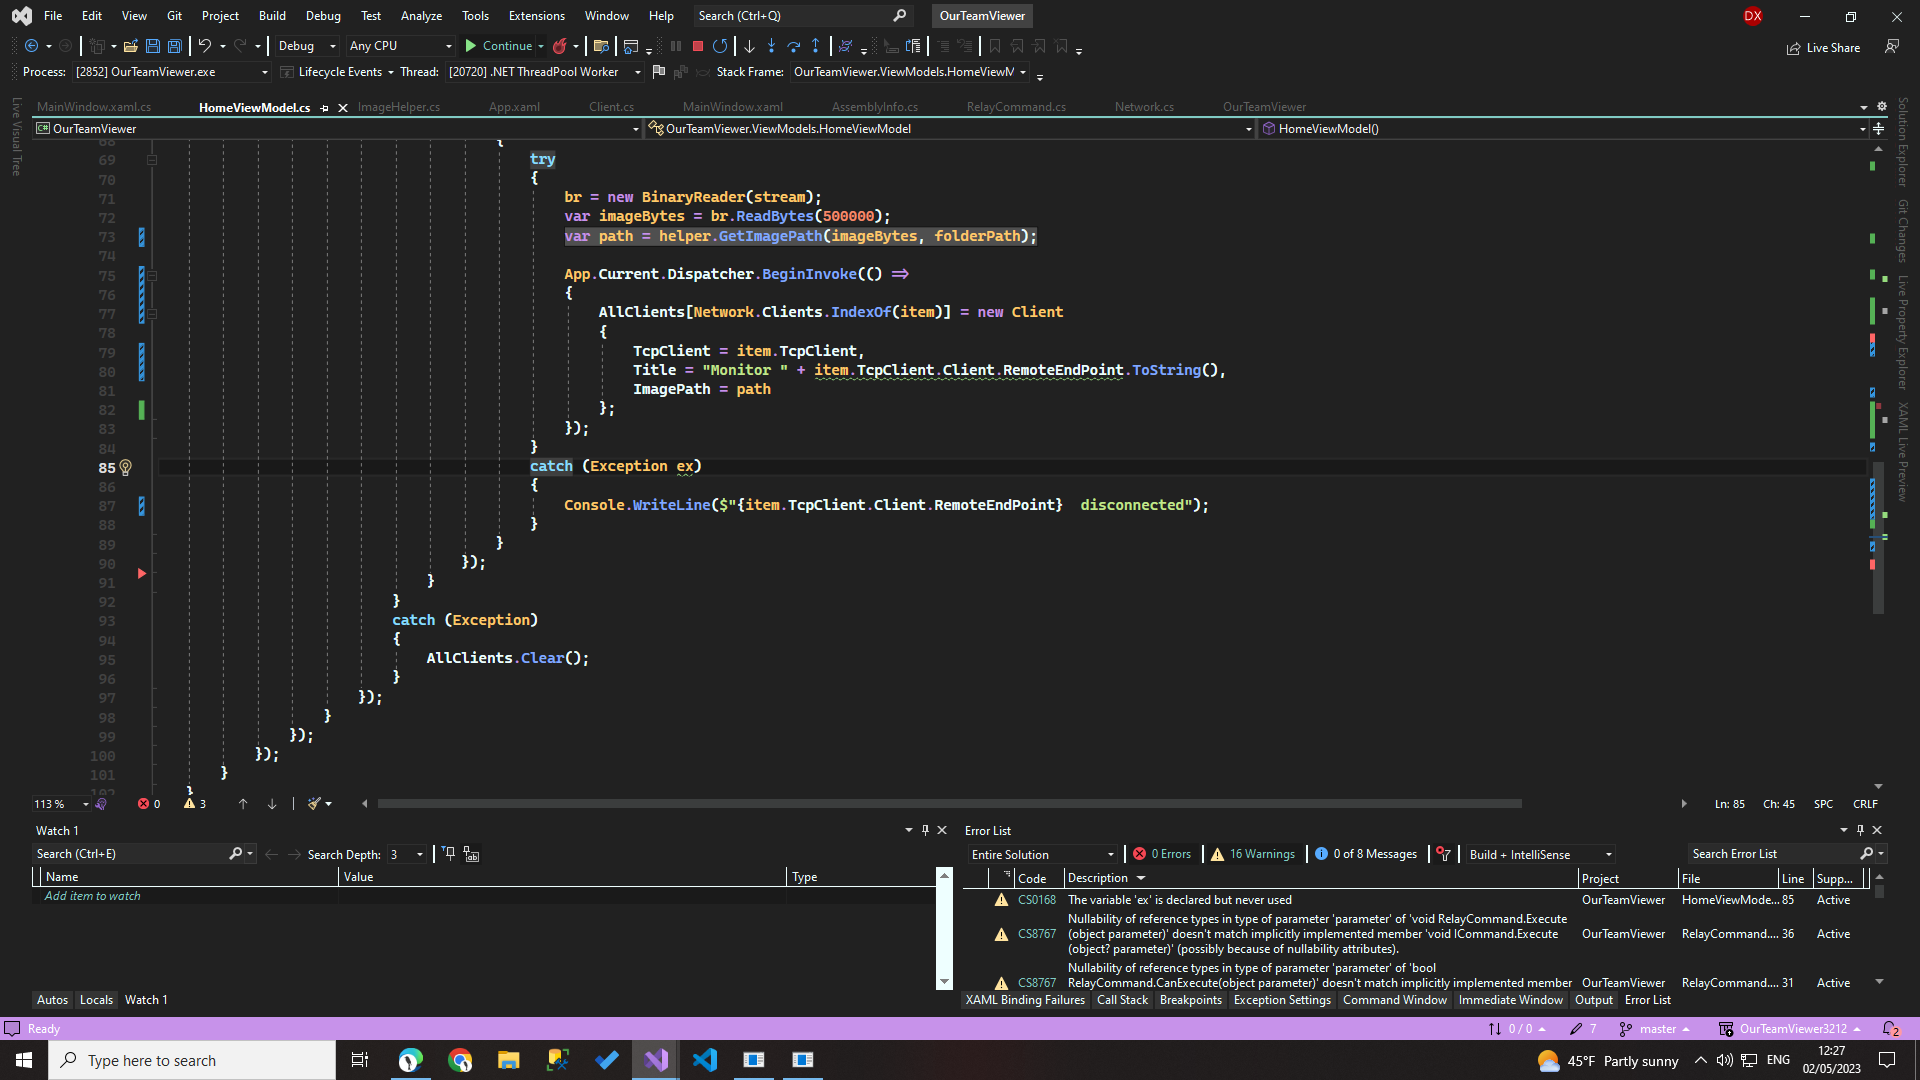 File Edit View Git Project Build Debug Test Analyze Tools Extensions Window Help Search (Ctrl+Q) OurTeamViewer DX
Debug Any CPU Continue Live Share
Process: [2852] OurTeamViewer.exe Lifecycle Events Thread: [20720] .NET ThreadPool Worker Stack Frame: OurTeamViewer.ViewModels.HomeViewM
MainWindow.xaml.cs HomeViewModel.cs ImageHelper.cs App.xaml Client.cs MainWindow.xaml AssemblyInfo.cs RelayCommand.cs Network.cs OurTeamViewer
OurTeamViewer OurTeamViewer.ViewModels.HomeViewModel HomeViewModel()
Live Visual Tree
Solution Explorer
Git Changes
Live Property Explorer
XAML Live Preview
68 {
69 try
70 {
71 br = new BinaryReader(stream);
72 var imageBytes = br.ReadBytes(500000);
73 var path = helper.GetImagePath(imageBytes, folderPath);
74
75 App.Current.Dispatcher.BeginInvoke(() =>
76 {
77 AllClients[Network.Clients.IndexOf(item)] = new Client
78 {
79 TcpClient = item.TcpClient,
80 Title = "Monitor " + item.TcpClient.Client.RemoteEndPoint.ToString(),
81 ImagePath = path
82 };
83 });
84 }
85 catch (Exception ex)
86 {
87 Console.WriteLine($"{item.TcpClient.Client.RemoteEndPoint}  disconnected");
88 }
89 }
90 });
91 }
92 }
93 catch (Exception)
94 {
95 AllClients.Clear();
96 }
97 });
98 }
99 });
100 });
101 }
102 }
113 % 0 3 Ln: 85 Ch: 45 SPC CRLF
Watch 1
Search (Ctrl+E) Search Depth: 3
Name Value Type
Add item to watch
Autos Locals Watch 1
Error List
Entire Solution 0 Errors 16 Warnings 0 of 8 Messages Build + IntelliSense Search Error List
Code Description Project File Line Supp...
CS0168 The variable 'ex' is declared but never used OurTeamViewer HomeViewMode... 85 Active
Nullability of reference types in type of parameter 'parameter' of 'void RelayCommand.Execute
CS8767 (object parameter)' doesn't match implicitly implemented member 'void ICommand.Execute OurTeamViewer RelayCommand.... 36 Active
(object? parameter)' (possibly because of nullability attributes).
Nullability of reference types in type of parameter 'parameter' of 'bool
CS8767 RelayCommand.CanExecute(object parameter)' doesn't match implicitly implemented member OurTeamViewer RelayCommand.... 31 Active
XAML Binding Failures Call Stack Breakpoints Exception Settings Command Window Immediate Window Output Error List
Ready 0 / 0 7 master OurTeamViewer3212 2
Type here to search 45°F Partly sunny ENG 12:27
02/05/2023